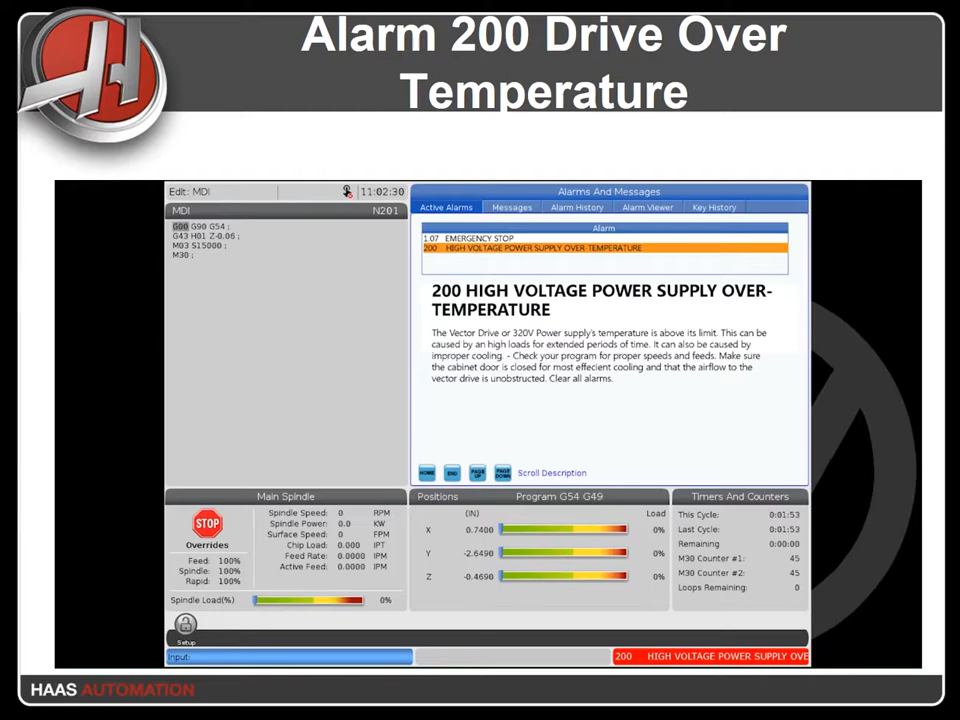 Alarm 200 Drive Over
Temperature
Edit: MDI
11:02:30
MDI
N201
G00 G90 G54 ;
G43 H01 Z-0.06 ;
M03 S15000 ;
M30 ;
Alarms And Messages
Active Alarms
Messages
Alarm History
Alarm Viewer
Key History
Alarm
1.07 EMERGENCY STOP
200 HIGH VOLTAGE POWER SUPPLY OVER-TEMPERATURE
200 HIGH VOLTAGE POWER SUPPLY OVER-
TEMPERATURE
The Vector Drive or 320V Power supply's temperature is above its limit. This can be
caused by an high loads for extended periods of time. It can also be caused by
improper cooling. - Check your program for proper speeds and feeds. Make sure
the cabinet door is closed for most effecient cooling and that the airflow to the
vector drive is unobstructed. Clear all alarms.
HOME
END
PAGE UP
PAGE DOWN
Scroll Description
Main Spindle
STOP
Overrides
Feed: 100%
Spindle: 100%
Rapid: 100%
Spindle Speed: 0 RPM
Spindle Power: 0.0 KW
Surface Speed: 0 FPM
Chip Load: 0.000 IPT
Feed Rate: 0.0000 IPM
Active Feed: 0.0000 IPM
Spindle Load(%) 0%
Positions
Program G54 G49
(IN)
Load
X 0.7400 0%
Y -2.6490 0%
Z -0.4690 0%
Timers And Counters
This Cycle: 0:01:53
Last Cycle: 0:01:53
Remaining 0:00:00
M30 Counter #1: 45
M30 Counter #2: 45
Loops Remaining: 0
Setup
Input:
200 HIGH VOLTAGE POWER SUPPLY OVE
HAAS AUTOMATION